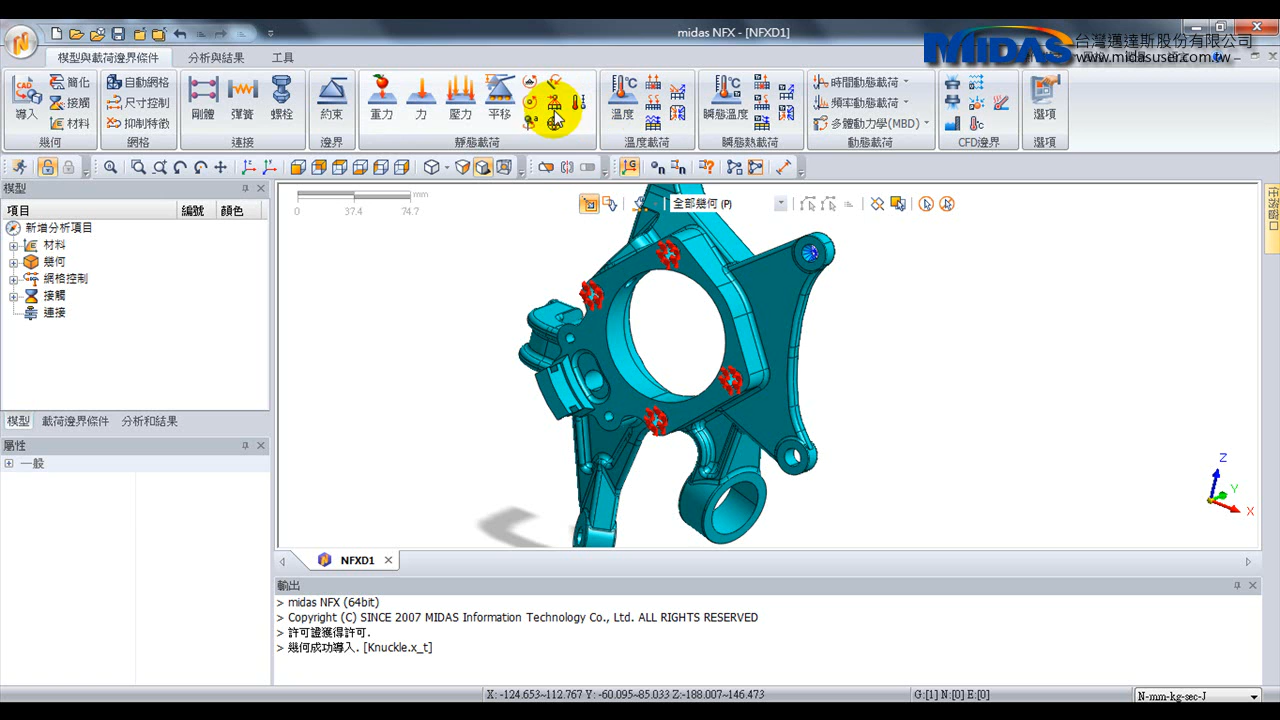 midas NFX - [NFXD1]
MIDAS 台灣邁達斯股份有限公司
www.midasuser.com.tw
模型與載荷邊界條件 分析與結果 工具
CAD
導入
簡化
接觸
材料
幾何
自動網格
尺寸控制
抑制特徵
網格
剛體 彈簧 螺栓
連接
約束
邊界
重力 力 壓力 平移
靜態載荷
溫度
溫度載荷
瞬態溫度
瞬態熱載荷
時間動態載荷
頻率動態載荷
多體動力學(MBD)
動態載荷
CFD邊界
選項
選項
模型
項目 編號 顏色
新增分析項目
材料
幾何
網格控制
接觸
連接
模型 載荷邊界條件 分析和結果
屬性
一般
mm
0 37.4 74.7
全部幾何 (P)
Z
Y
X
NFXD1
輸出
> midas NFX (64bit)
> Copyright (C) SINCE 2007 MIDAS Information Technology Co., Ltd. ALL RIGHTS RESERVED
> 許可證獲得許可.
> 幾何成功導入. [Knuckle.x_t]
X: -124.653~112.767 Y: -60.095~85.033 Z:-188.007~146.473
G:[1] N:[0] E:[0]
N-mm-kg-sec-J